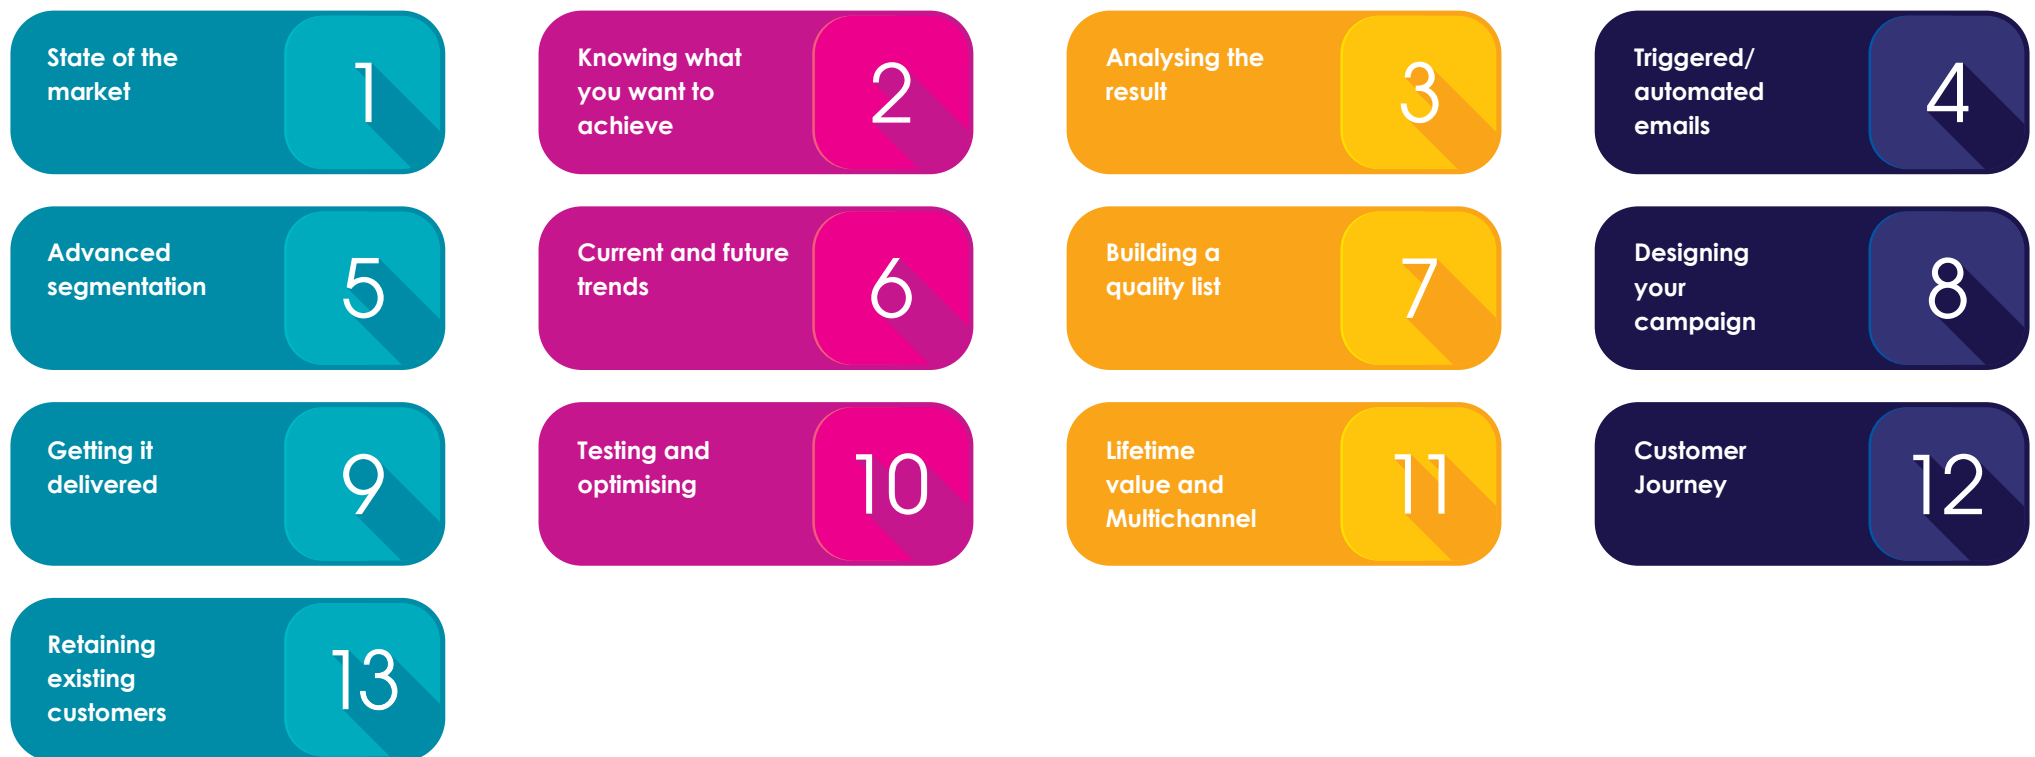 State of the
market
1
Knowing what
you want to
achieve
2
Analysing the
result
3
Triggered/
automated
emails
4
Advanced
segmentation
5
Current and future
trends
6
Building a
quality list
7
Designing
your
campaign
8
Getting it
delivered
9
Testing and
optimising
10
Lifetime
value and
Multichannel
11
Customer
Journey
12
Retaining
existing
customers
13